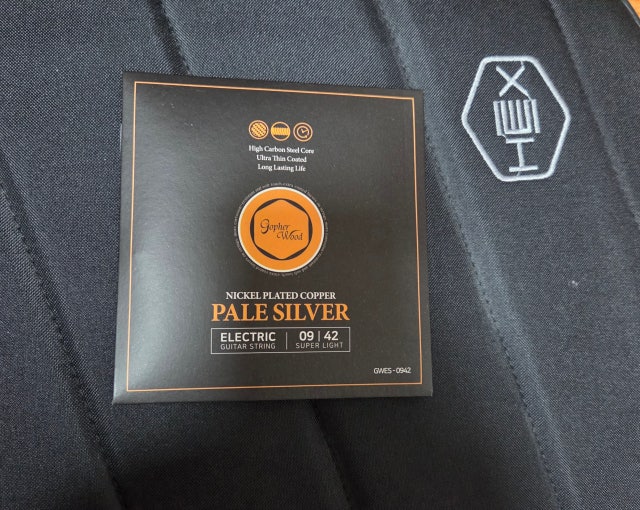 High Carbon Steel Core
Ultra Thin Coated
Long Lasting Life
Gopher
Wood
NICKEL PLATED COPPER
PALE SILVER
ELECTRIC
GUITAR STRING
09 | 42
SUPER LIGHT
GWES-0942